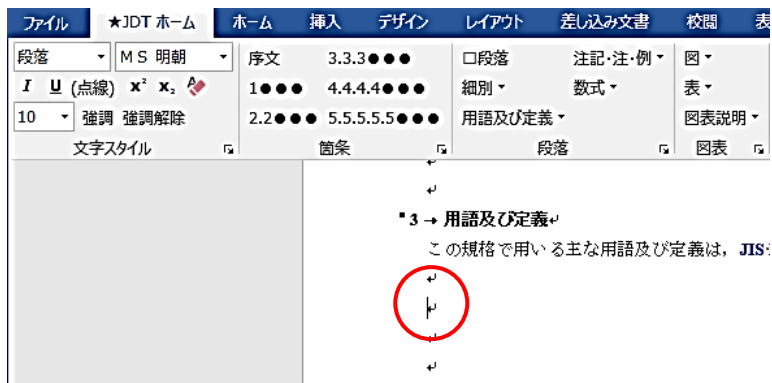 ファイル ★JDT ホーム ホーム 挿入 デザイン レイアウト 差し込み文書 校閲 表
段落 MS 明朝 序文 3.3.3●●● 口段落 注記・注・例 図
I U (点線) x² x₂ 1●●● 4.4.4.4●●● 細別 数式 表
10 強調 強調解除 2.2●●● 5.5.5.5.5●●● 用語及び定義 図表説明
文字スタイル 箇条 段落 図表
3 → 用語及び定義
この規格で用いる主な用語及び定義は,JIS